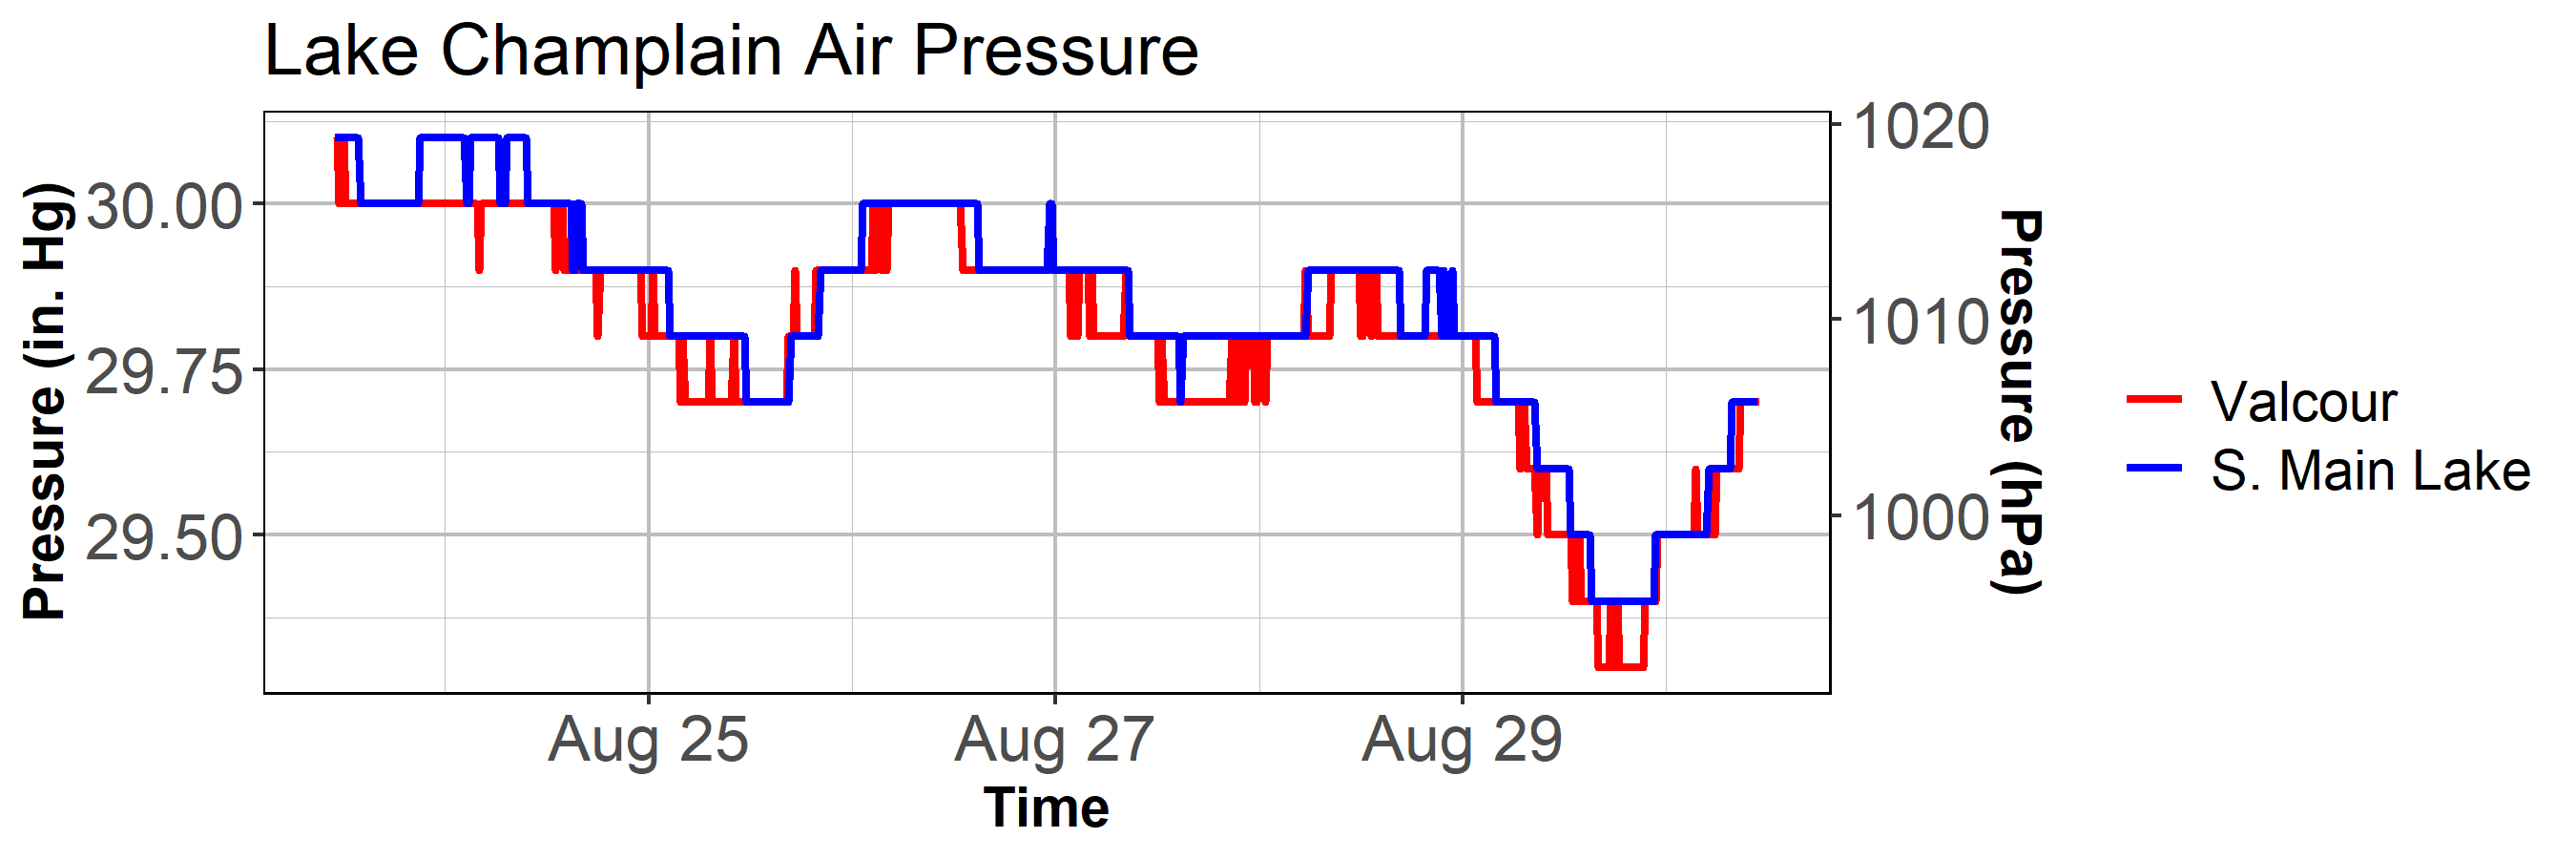 Lake Champlain Air Pressure
Pressure (in. Hg)
30.00
29.75
29.50
1020
1010
1000
Pressure (hPa)
Aug 25
Aug 27
Aug 29
Time
Valcour
S. Main Lake